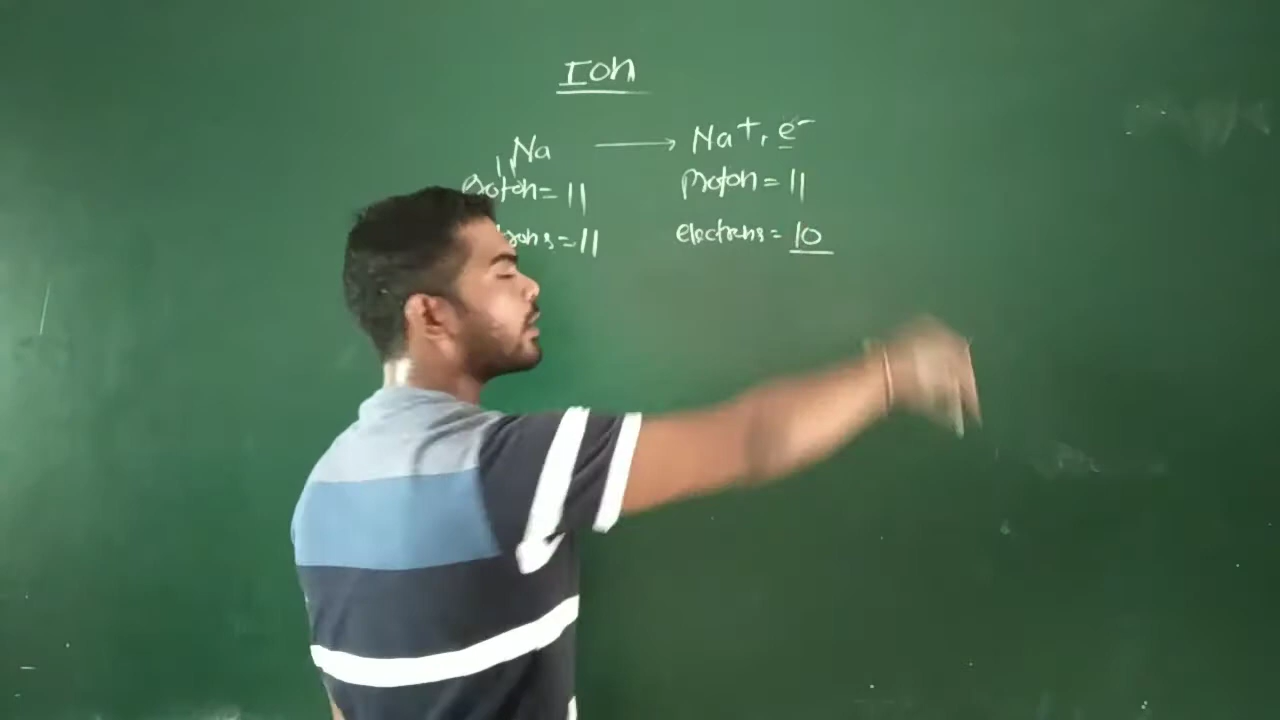 Ion
11Na → Na+, e-
Proton = 11 Proton = 11
=11 electrons = 10